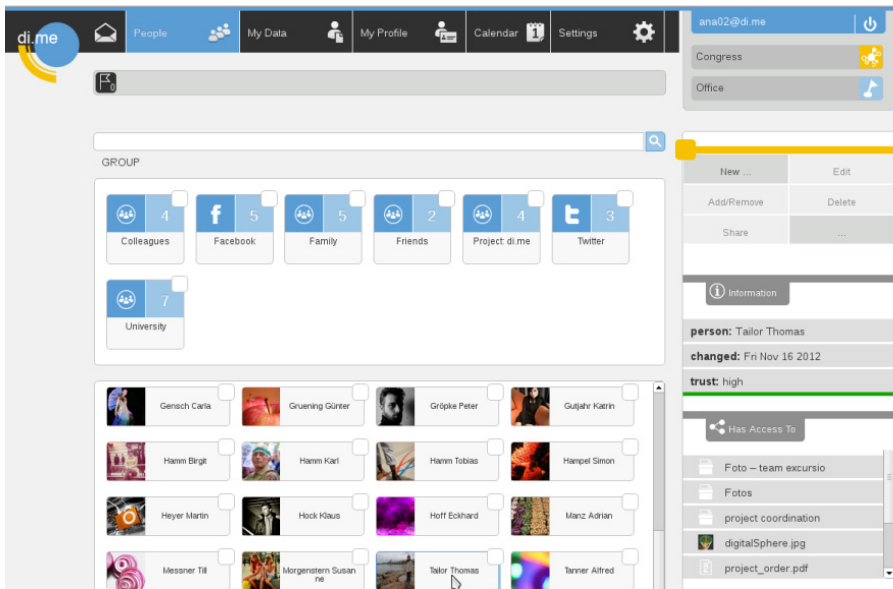 di.me
People
My Data
My Profile
Calendar
1
Settings
ana02@di.me
Congress
Office
0
GROUP
4
Colleagues
5
Facebook
5
Family
2
Friends
4
Project: di.me
3
Twitter
7
University
Gensch Carla
Gruening Günter
Gröpke Peter
Gutjahr Katrin
Hamm Birgit
Hamm Karl
Hamm Tobias
Hampel Simon
Heyer Martin
Hock Klaus
Hoff Eckhard
Manz Adrian
Messner Till
Morgenstern Susan
ne
Tailor Thomas
Tanner Alfred
New ...
Edit
Add/Remove
Delete
Share
...
Information
person: Tailor Thomas
changed: Fri Nov 16 2012
trust: high
Has Access To
Foto – team excursio
Fotos
project coordination
digitalSphere.jpg
project_order.pdf